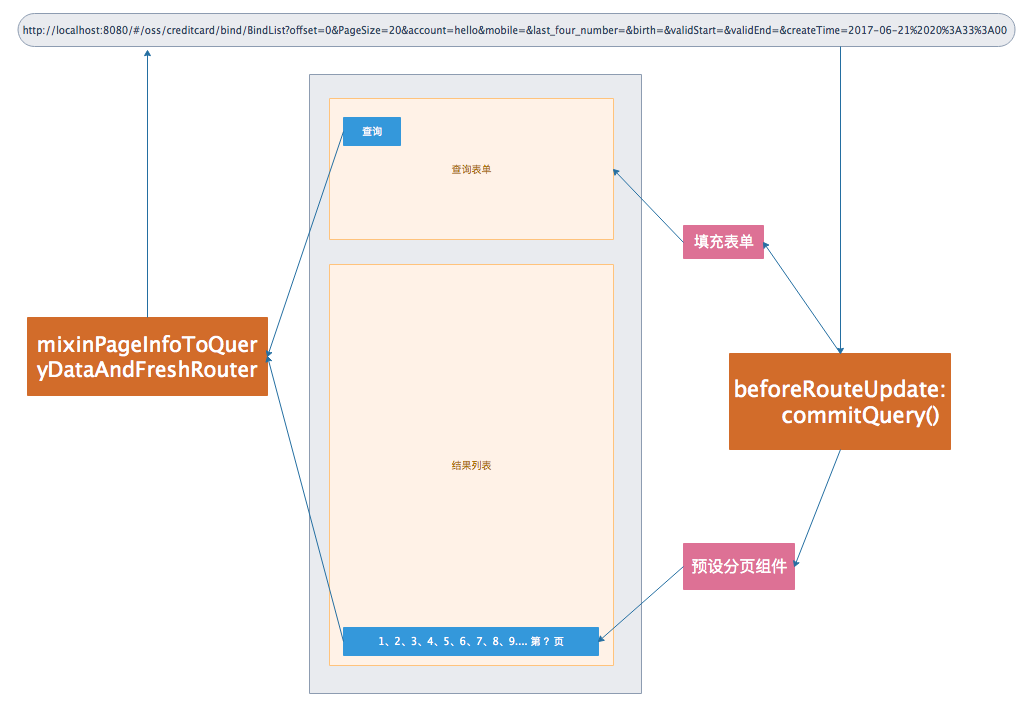 http://localhost:8080/#/oss/creditcard/bind/BindList?offset=0&PageSize=20&account=hello&mobile=&last_four_number=&birth=&validStart=&validEnd=&createTime=2017-06-21%2020%3A33%3A00
查询
查询表单
填充表单
mixinPageInfoToQuer
yDataAndFreshRouter
beforeRouteUpdate:
commitQuery()
结果列表
预设分页组件
1、2、3、4、5、6、7、8、9.... 第 ? 页